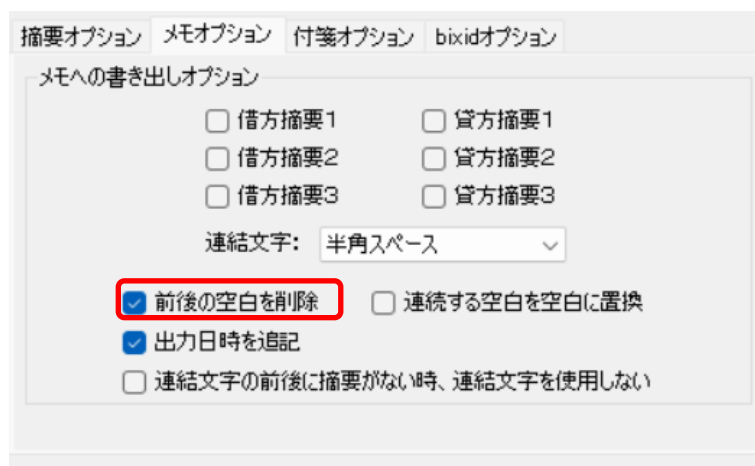 摘要オプション メモオプション 付箋オプション bixidオプション
メモへの書き出しオプション
借方摘要1 貸方摘要1
借方摘要2 貸方摘要2
借方摘要3 貸方摘要3
連結文字: 半角スペース
前後の空白を削除 連続する空白を空白に置換
出力日時を追記
連結文字の前後に摘要がない時、連結文字を使用しない